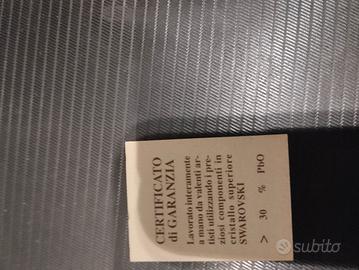 CERTIFICATO
di GARANZIA
Lavorato interamente
a mano da valenti ar-
tisti utilizzando i pre-
ziosi componenti in
cristallo superiore
SWAROVSKI
> 30 % PbO
subito